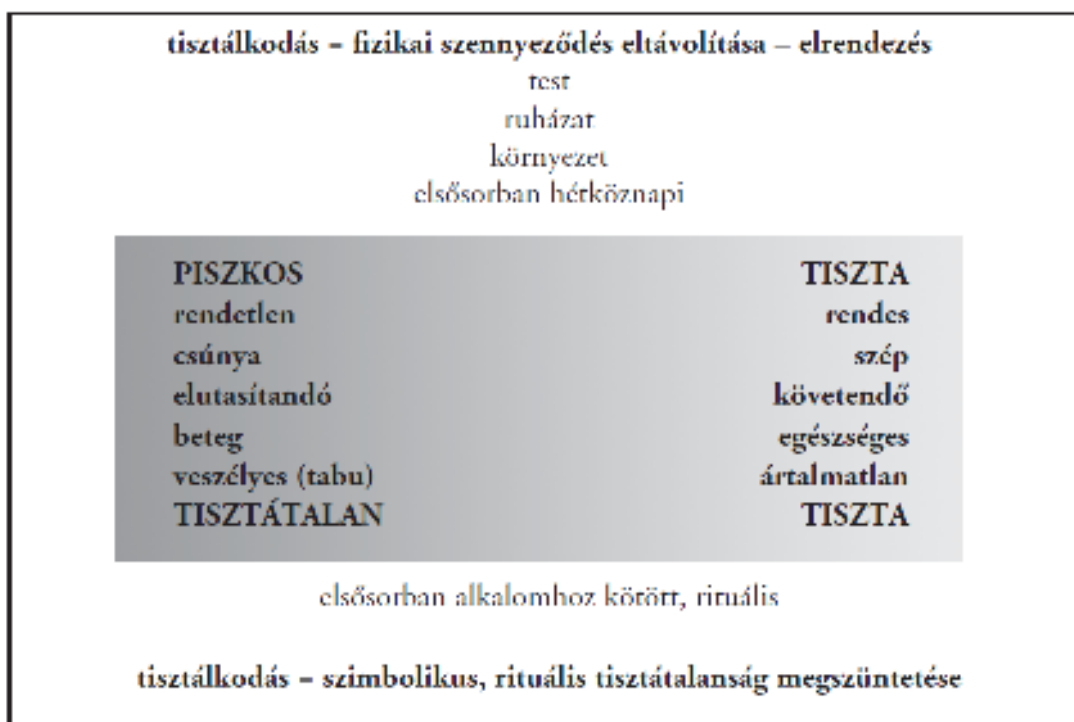 tisztálkodás – fizikai szennyeződés eltávolítása – elrendezés
test
ruházat
környezet
elsősorban hétköznapi
PISZKOS TISZTA
rendetlen rendes
csúnya szép
elutasítandó követendő
beteg egészséges
veszélyes (tabu) ártalmatlan
TISZTÁTALAN TISZTA
elsősorban alkalomhoz kötött, rituális
tisztálkodás – szimbolikus, rituális tisztátalanság megszüntetése